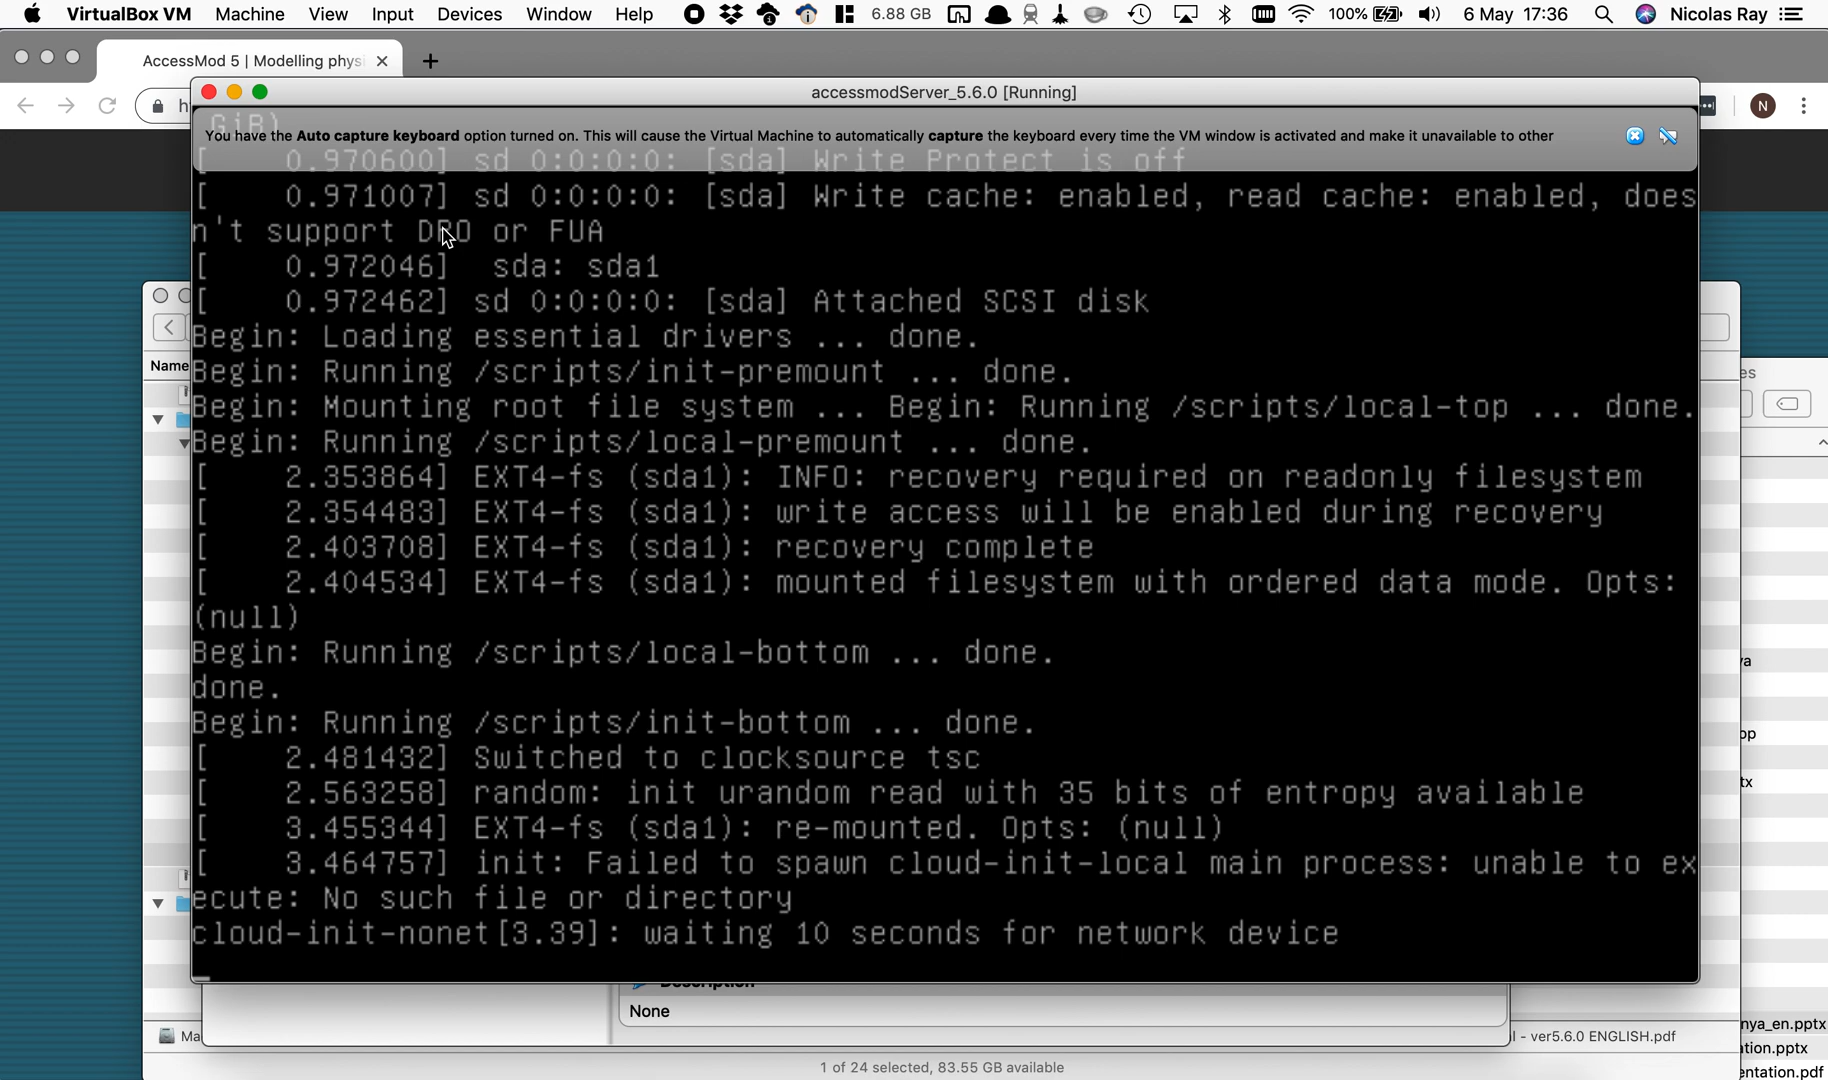 VirtualBox VM Machine View Input Devices Window Help 6.88 GB 100% 6 May 17:36 Nicolas Ray
AccessMod 5 | Modelling physi
accessmodServer_5.6.0 [Running]
N
GiB)
You have the Auto capture keyboard option turned on. This will cause the Virtual Machine to automatically capture the keyboard every time the VM window is activated and make it unavailable to other
[ 0.970600] sd 0:0:0:0: [sda] Write Protect is off
[ 0.971007] sd 0:0:0:0: [sda] Write cache: enabled, read cache: enabled, does
n't support DPO or FUA
[ 0.972046]  sda: sda1
[ 0.972462] sd 0:0:0:0: [sda] Attached SCSI disk
Begin: Loading essential drivers ... done.
Begin: Running /scripts/init-premount ... done.
Begin: Mounting root file system ... Begin: Running /scripts/local-top ... done.
Begin: Running /scripts/local-premount ... done.
[ 2.353864] EXT4-fs (sda1): INFO: recovery required on readonly filesystem
[ 2.354483] EXT4-fs (sda1): write access will be enabled during recovery
[ 2.403708] EXT4-fs (sda1): recovery complete
[ 2.404534] EXT4-fs (sda1): mounted filesystem with ordered data mode. Opts:
(null)
Begin: Running /scripts/local-bottom ... done.
done.
Begin: Running /scripts/init-bottom ... done.
[ 2.481432] Switched to clocksource tsc
[ 2.563258] random: init urandom read with 35 bits of entropy available
[ 3.455344] EXT4-fs (sda1): re-mounted. Opts: (null)
[ 3.464757] init: Failed to spawn cloud-init-local main process: unable to ex
ecute: No such file or directory
cloud-init-nonet[3.39]: waiting 10 seconds for network device
Name
es
ya
op
tx
Description
None
Ma
l - ver5.6.0 ENGLISH.pdf
nya_en.pptx
ation.pptx
entation.pdf
1 of 24 selected, 83.55 GB available